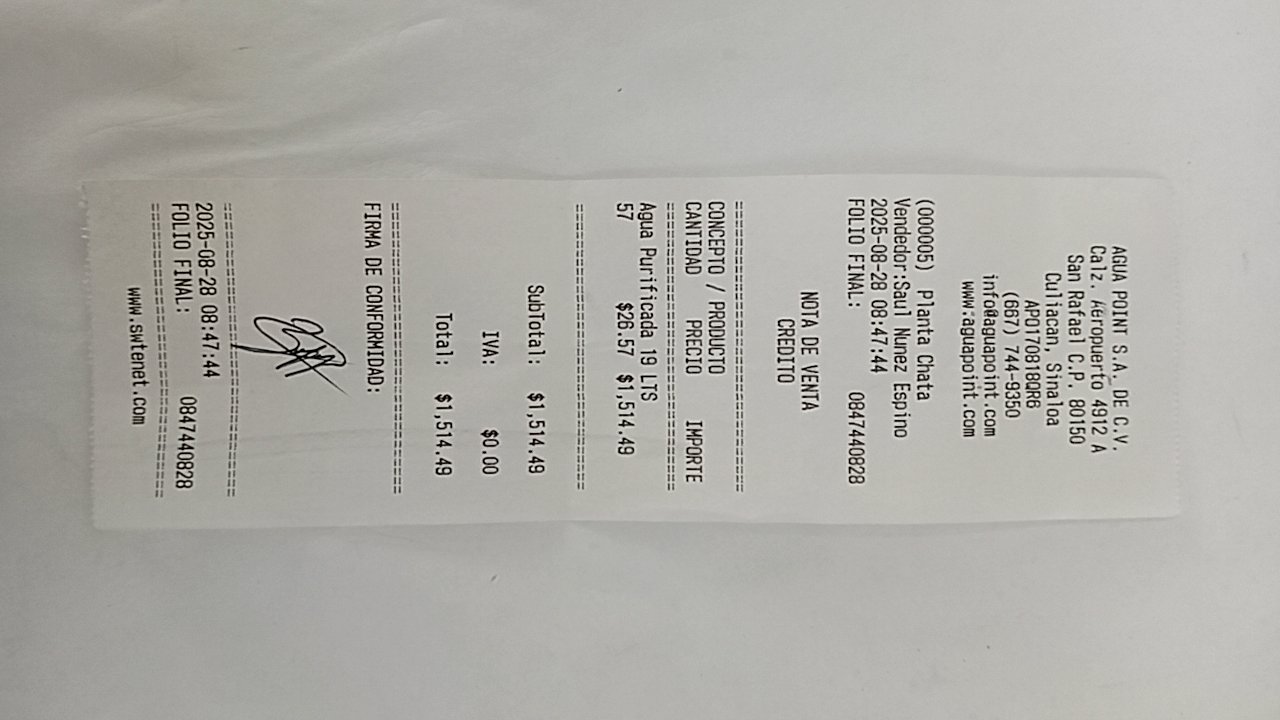 AGUA POINT S.A. DE C.V.
Calz. Aeropuerto 4912 A
San Rafael C.P. 80150
Culiacan, Sinaloa
APO170818QR6
(667) 744-9350
info@aguapoint.com
www.aguapoint.com
(000005) Planta Chata
Vendedor:Saul Nunez Espino
2025-08-28 08:47:44
FOLIO FINAL: 0847440828
NOTA DE VENTA
CREDITO
CONCEPTO / PRODUCTO
CANTIDAD PRECIO IMPORTE
Agua Purificada 19 LTS
57 $26.57 $1,514.49
SubTotal: $1,514.49
IVA: $0.00
Total: $1,514.49
FIRMA DE CONFORMIDAD:
2025-08-28 08:47:44
FOLIO FINAL: 0847440828
www.swtenet.com